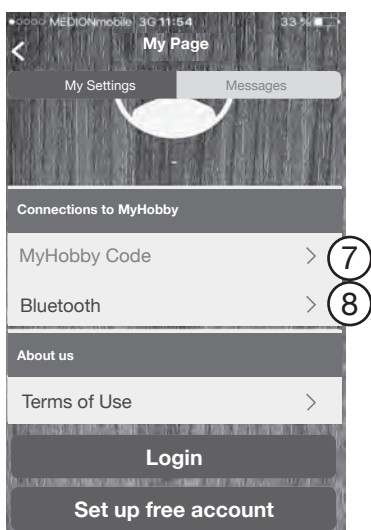 MEDIONmobile 3G 11:54 33 %
My Page
My Settings Messages
-
Connections to MyHobby
MyHobby Code 7
Bluetooth 8
About us
Terms of Use
Login
Set up free account